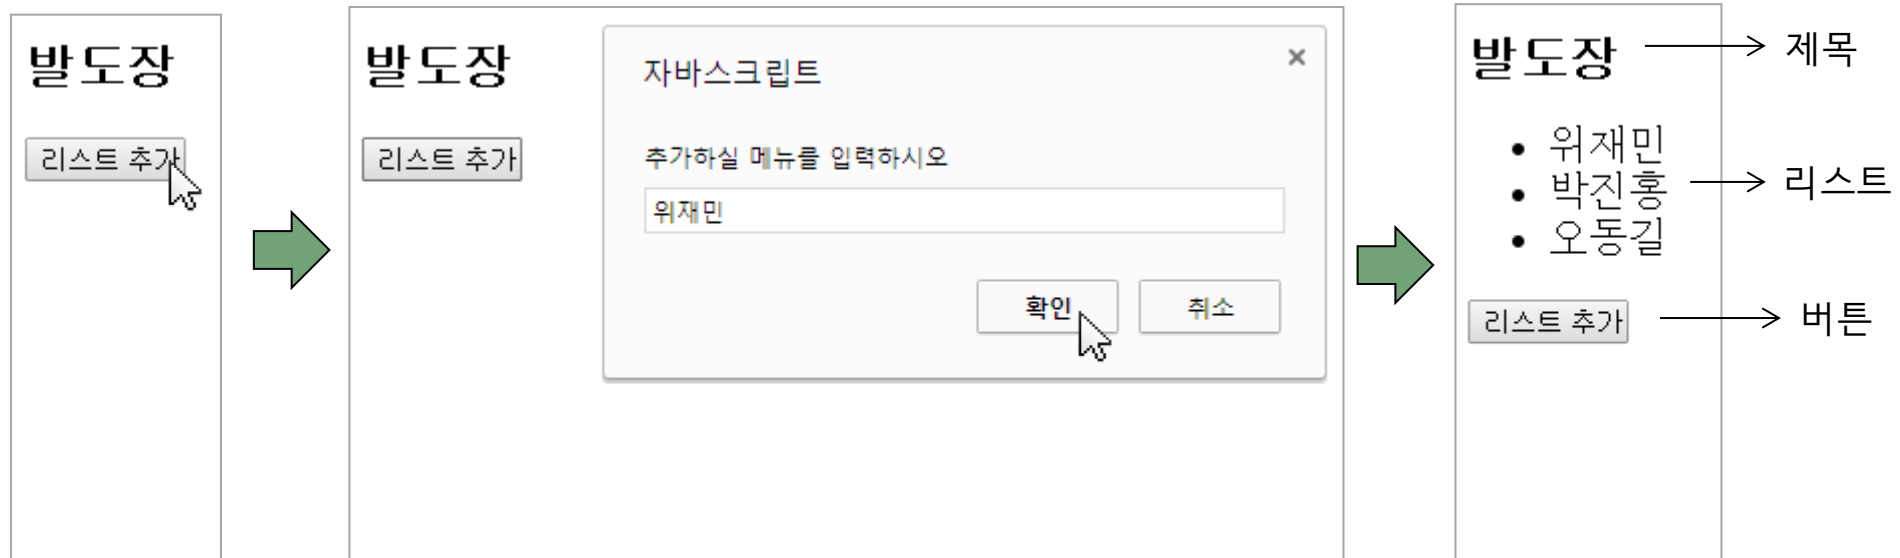 발도장
리스트 추가
발도장
리스트 추가
자바스크립트
×
추가하실 메뉴를 입력하시오
위재민
확인
취소
발도장
제목
위재민
박진홍
오동길
리스트
리스트 추가
버튼